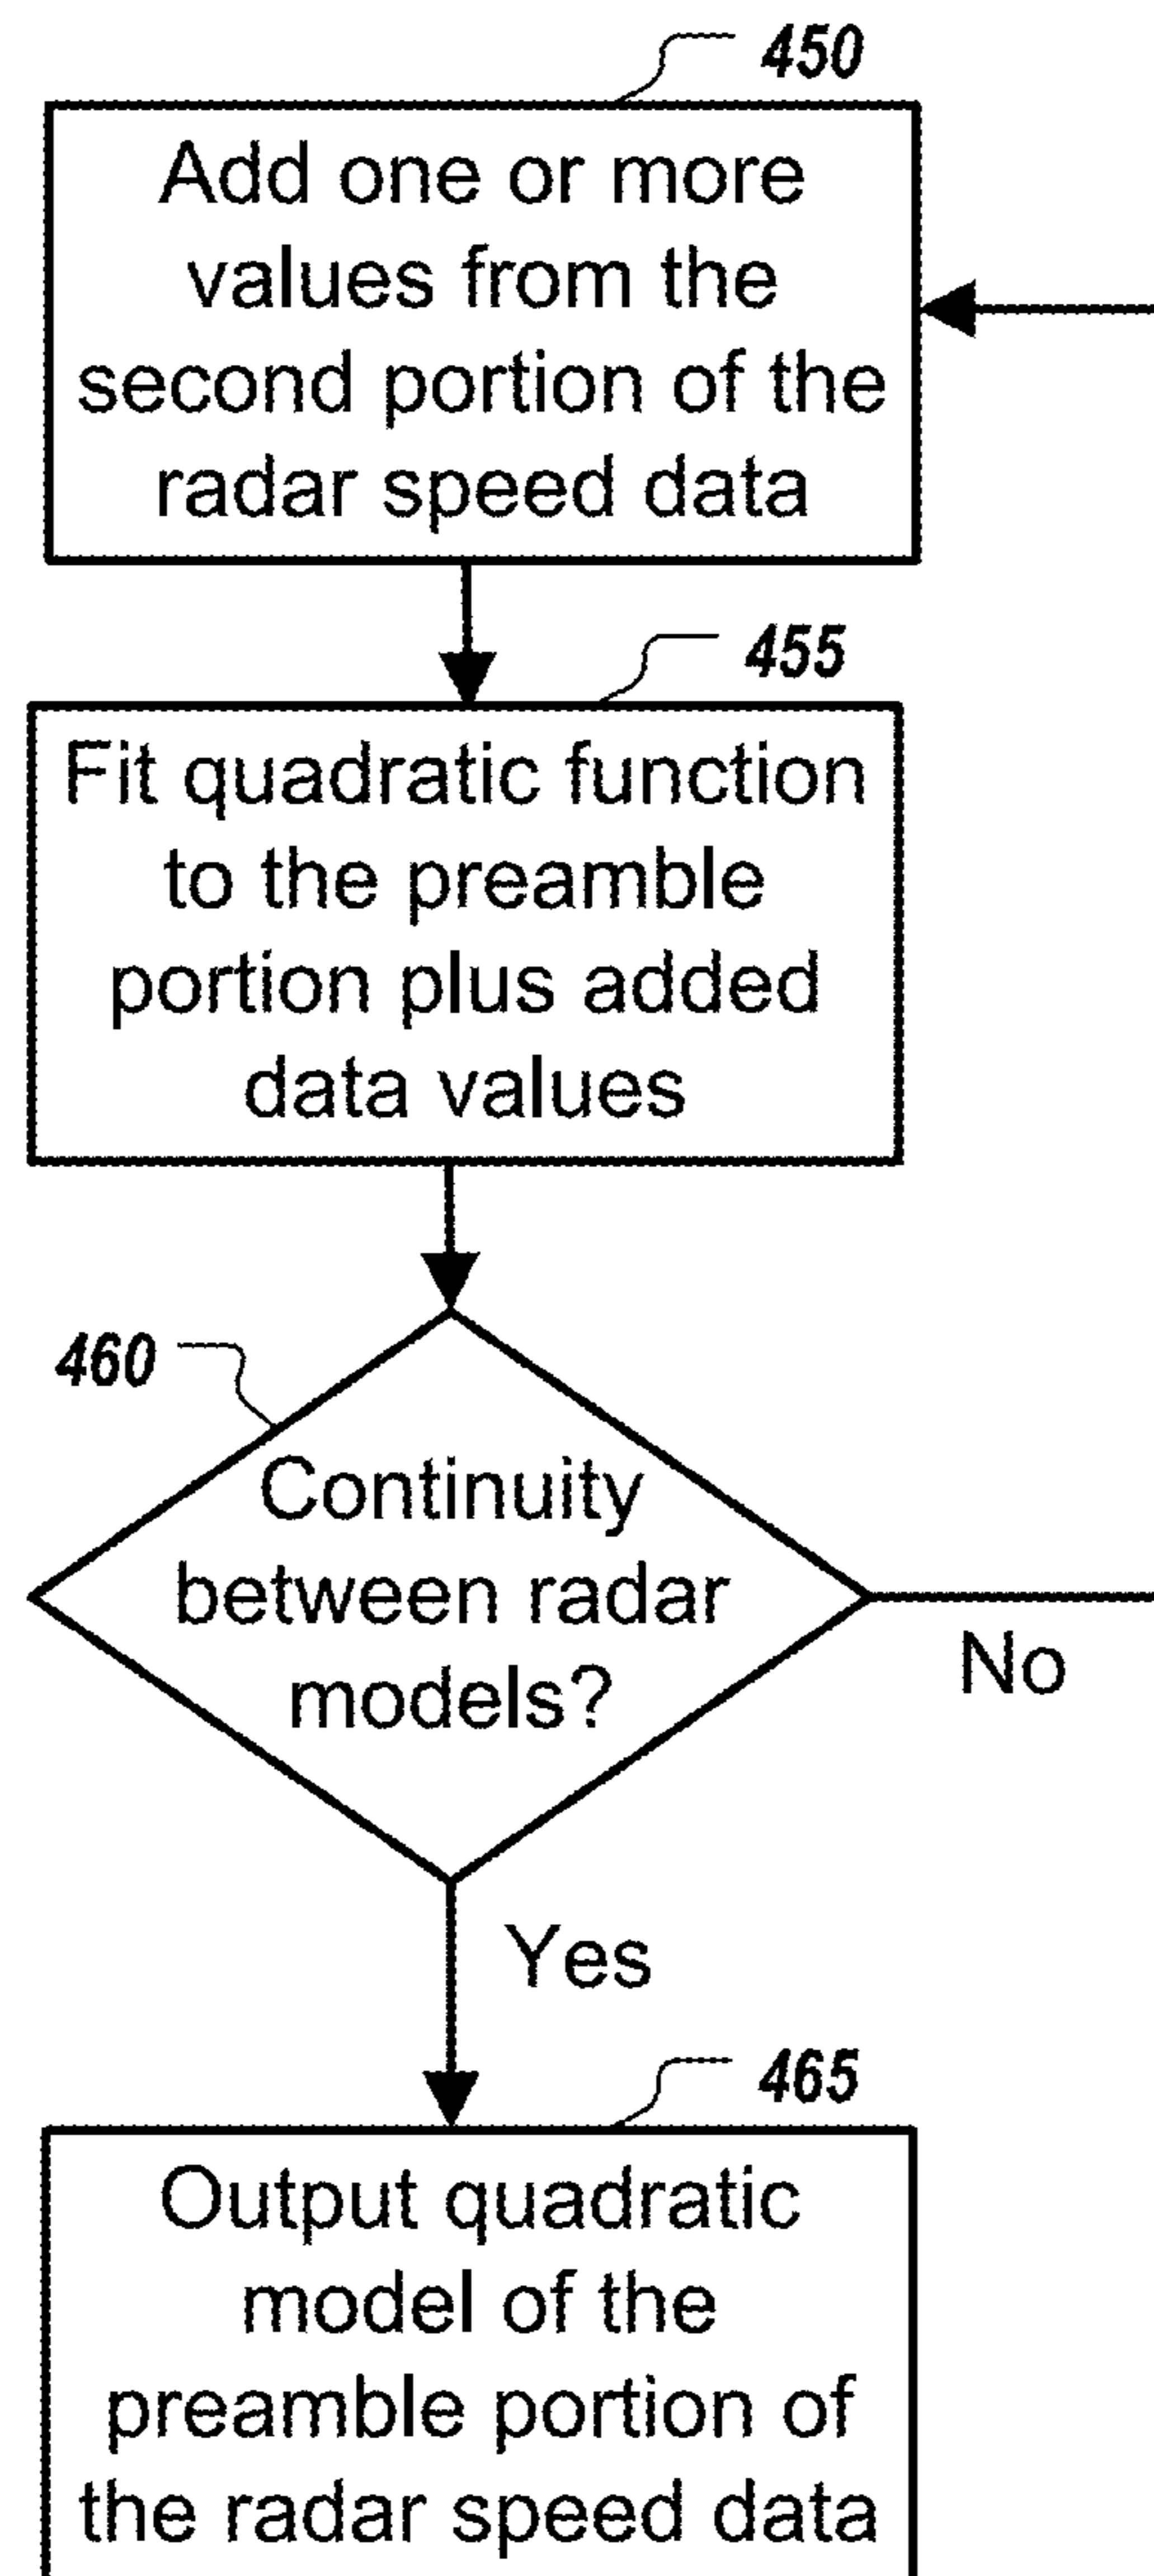 450
Add one or more
values from the
second portion of the
radar speed data
455
Fit quadratic function
to the preamble
portion plus added
data values
460
Continuity
between radar
models?
No
Yes
465
Output quadratic
model of the
preamble portion of
the radar speed data